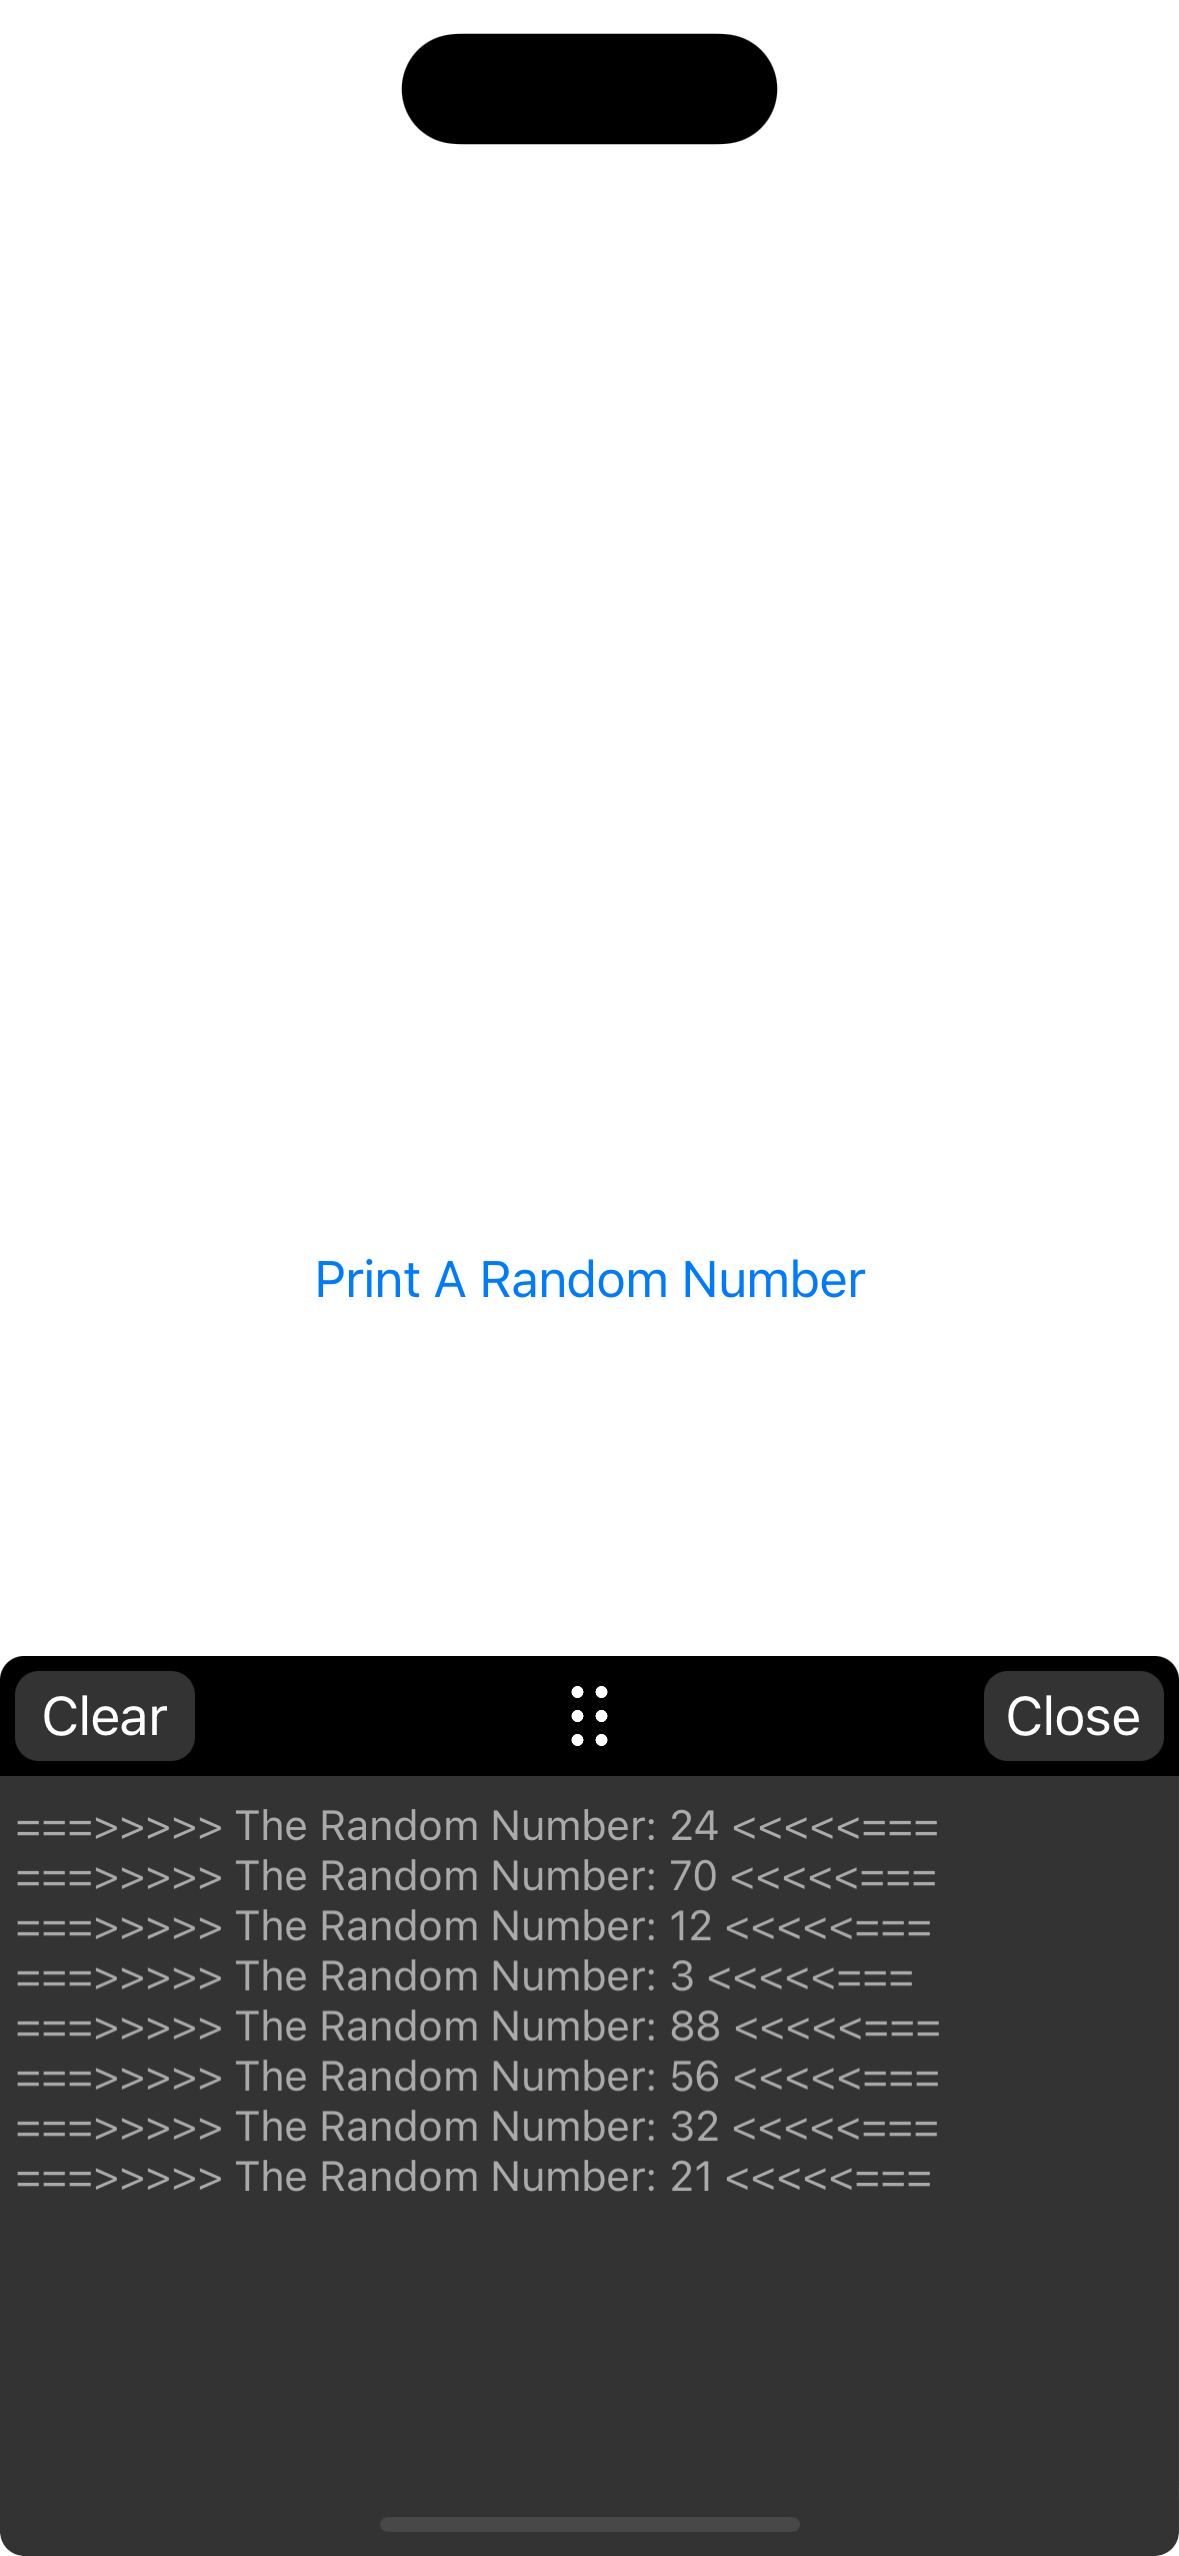 Print A Random Number
Clear
Close
===>>>>> The Random Number: 24 <<<<<===
===>>>>> The Random Number: 70 <<<<<===
===>>>>> The Random Number: 12 <<<<<===
===>>>>> The Random Number: 3 <<<<<===
===>>>>> The Random Number: 88 <<<<<===
===>>>>> The Random Number: 56 <<<<<===
===>>>>> The Random Number: 32 <<<<<===
===>>>>> The Random Number: 21 <<<<<===